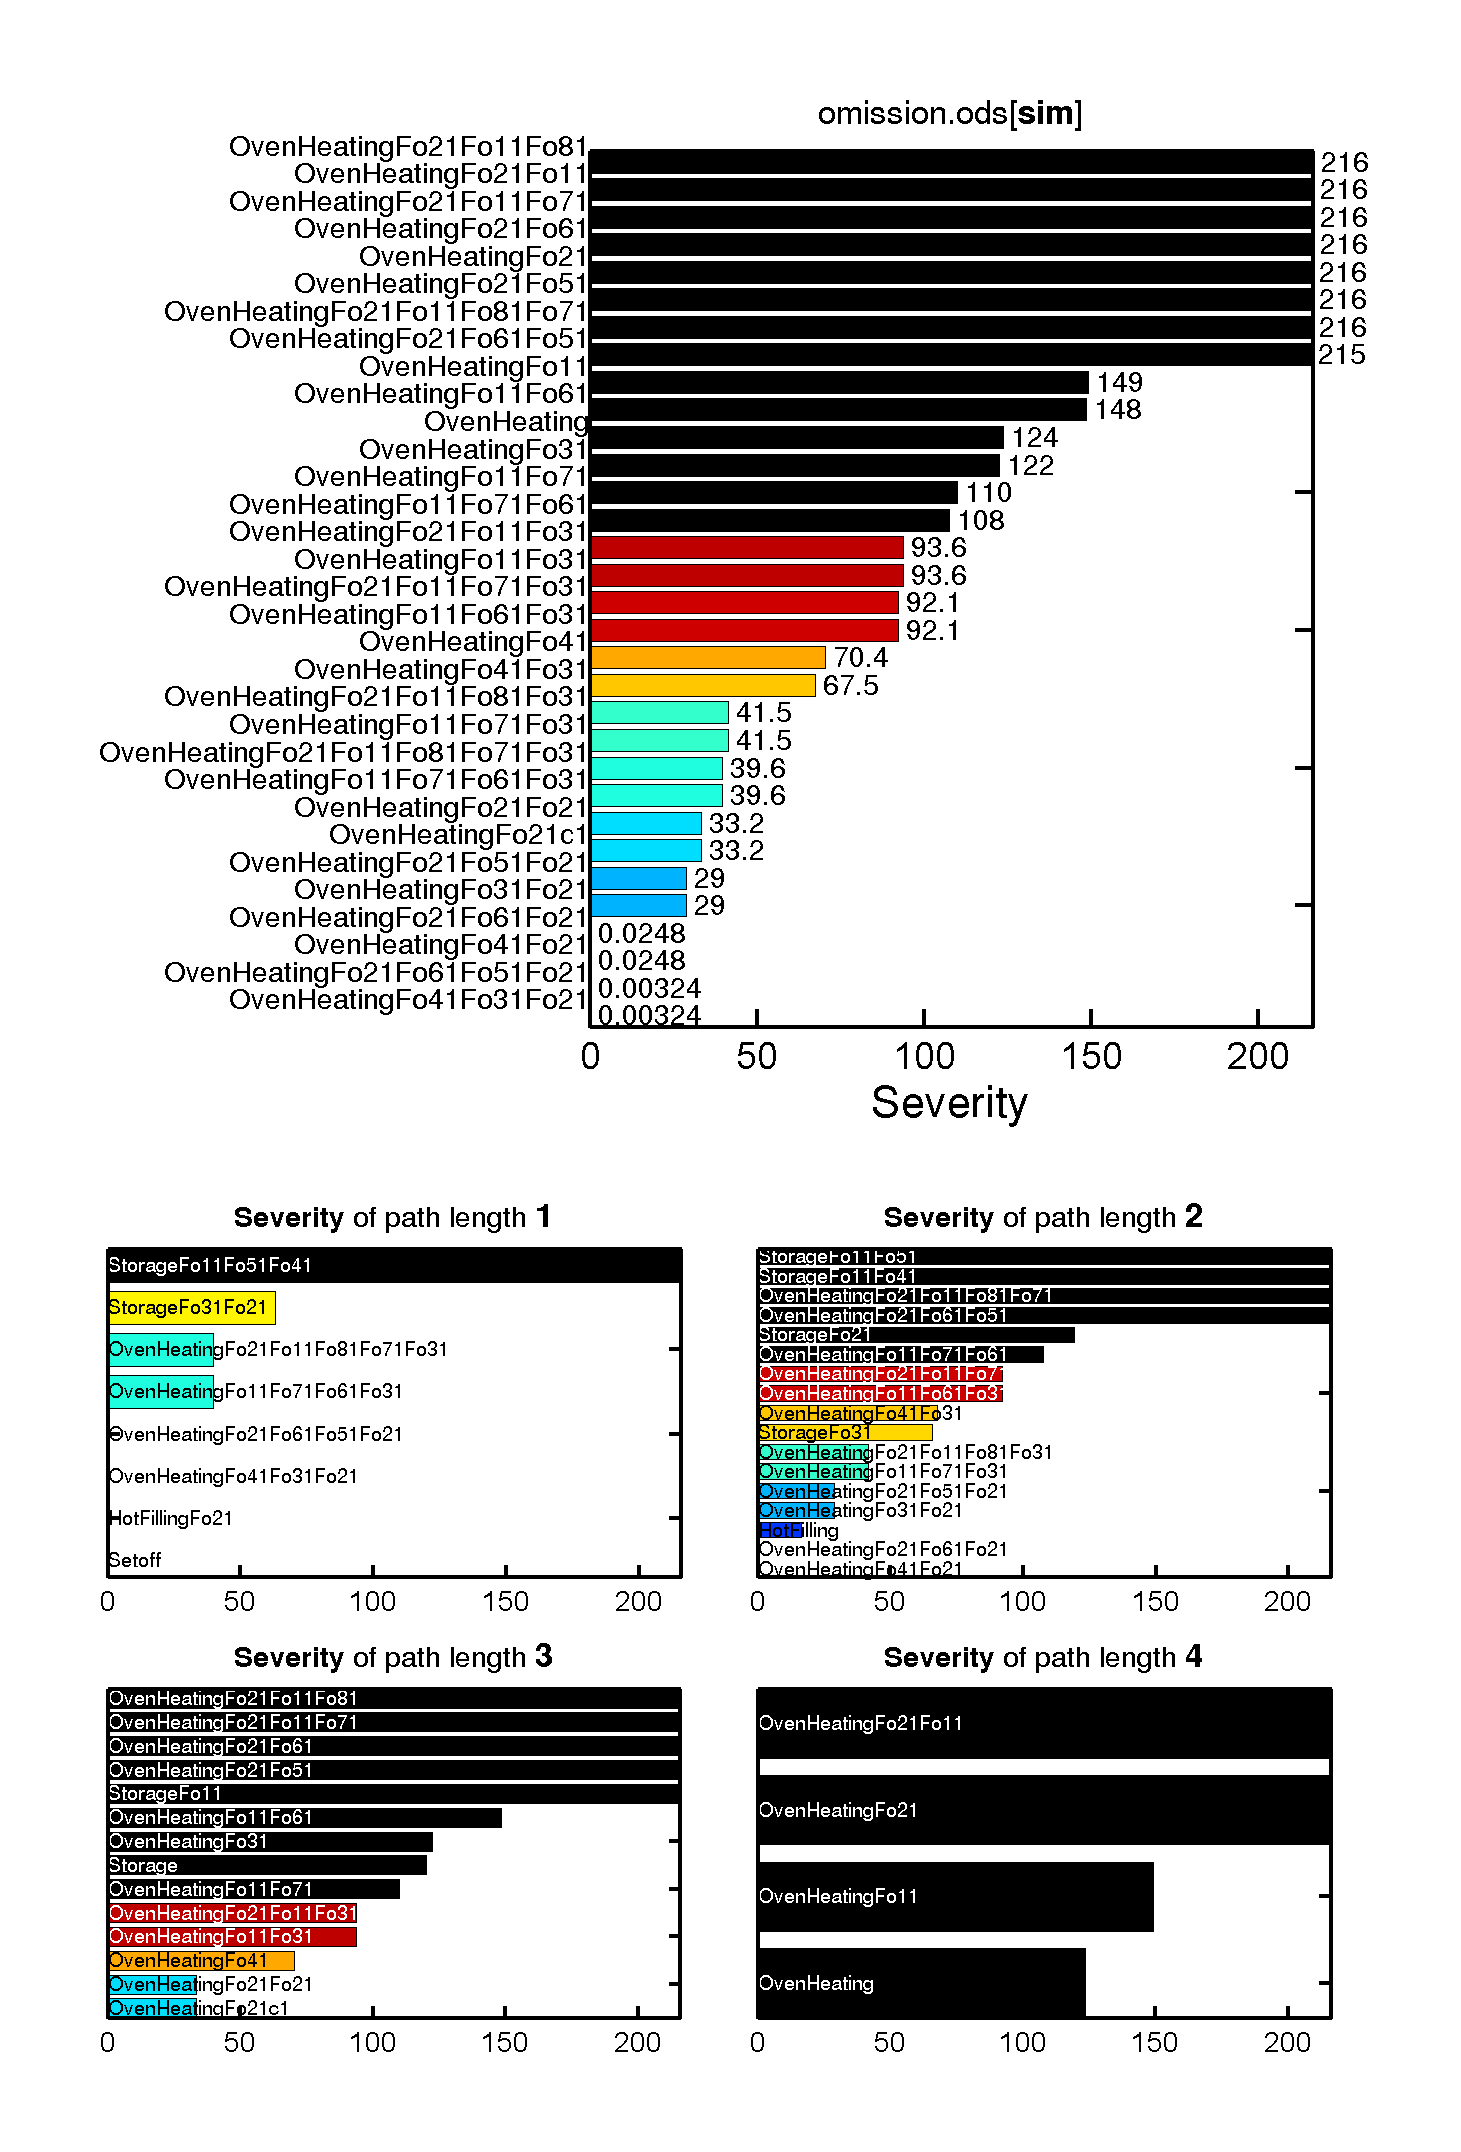 omission.ods[sim]
OvenHeatingFo21Fo11Fo81
216
OvenHeatingFo21Fo11
216
OvenHeatingFo21Fo11Fo71
216
OvenHeatingFo21Fo61
216
OvenHeatingFo21
216
OvenHeatingFo21Fo51
216
OvenHeatingFo21Fo11Fo81Fo71
216
OvenHeatingFo21Fo61Fo51
215
OvenHeatingFo11
149
OvenHeatingFo11Fo61
148
OvenHeating
124
OvenHeatingFo31
122
OvenHeatingFo11Fo71
110
OvenHeatingFo11Fo71Fo61
108
OvenHeatingFo21Fo11Fo31
93.6
OvenHeatingFo11Fo31
93.6
OvenHeatingFo21Fo11Fo71Fo31
92.1
OvenHeatingFo11Fo61Fo31
92.1
OvenHeatingFo41
70.4
OvenHeatingFo41Fo31
67.5
OvenHeatingFo21Fo11Fo81Fo31
41.5
OvenHeatingFo11Fo71Fo31
41.5
OvenHeatingFo21Fo11Fo81Fo71Fo31
39.6
OvenHeatingFo11Fo71Fo61Fo31
39.6
OvenHeatingFo21Fo21
33.2
OvenHeatingFo21c1
33.2
OvenHeatingFo21Fo51Fo21
29
OvenHeatingFo31Fo21
29
OvenHeatingFo21Fo61Fo21
0.0248
OvenHeatingFo41Fo21
0.0248
OvenHeatingFo21Fo61Fo51Fo21
0.00324
OvenHeatingFo41Fo31Fo21
0.00324
0 50 100 150 200
Severity
Severity of path length 1
StorageFo11Fo51Fo41
StorageFo31Fo21
OvenHeatingFo21Fo11Fo81Fo71Fo31
OvenHeatingFo11Fo71Fo61Fo31
OvenHeatingFo21Fo61Fo51Fo21
OvenHeatingFo41Fo31Fo21
HotFillingFo21
Setoff
0 50 100 150 200
Severity of path length 2
StorageFo11Fo51
StorageFo11Fo41
OvenHeatingFo21Fo11Fo81Fo71
OvenHeatingFo21Fo61Fo51
StorageFo21
OvenHeatingFo11Fo71Fo61
OvenHeatingFo21Fo11Fo71
OvenHeatingFo11Fo61Fo31
OvenHeatingFo41Fo31
StorageFo31
OvenHeatingFo21Fo11Fo81Fo31
OvenHeatingFo11Fo71Fo31
OvenHeatingFo21Fo51Fo21
OvenHeatingFo31Fo21
HotFilling
OvenHeatingFo21Fo61Fo21
OvenHeatingFo41Fo21
0 50 100 150 200
Severity of path length 3
OvenHeatingFo21Fo11Fo81
OvenHeatingFo21Fo11Fo71
OvenHeatingFo21Fo61
OvenHeatingFo21Fo51
StorageFo11
OvenHeatingFo11Fo61
OvenHeatingFo31
Storage
OvenHeatingFo11Fo71
OvenHeatingFo21Fo11Fo31
OvenHeatingFo11Fo31
OvenHeatingFo41
OvenHeatingFo21Fo21
OvenHeatingFo21c1
0 50 100 150 200
Severity of path length 4
OvenHeatingFo21Fo11
OvenHeatingFo21
OvenHeatingFo11
OvenHeating
0 50 100 150 200